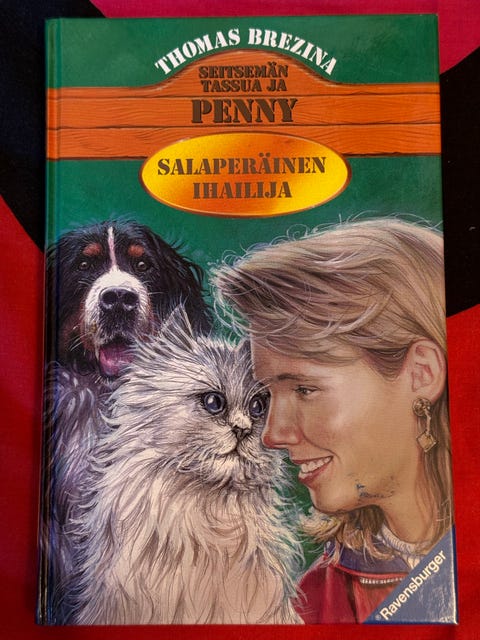 THOMAS BREZINA
SEITSEMÄN
TASSUA JA
PENNY
SALAPERÄINEN
IHAILIJA
Ravensburger